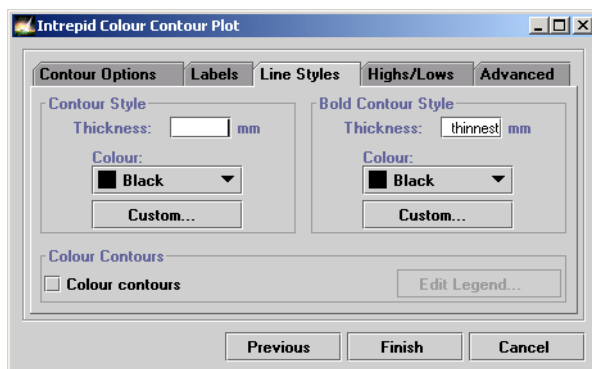 Intrepid Colour Contour Plot
Contour Options Labels Line Styles Highs/Lows Advanced
Contour Style Bold Contour Style
Thickness: mm Thickness: thinnest mm
Colour: Colour:
Black Black
Custom... Custom...
Colour Contours
Colour contours Edit Legend...
Previous Finish Cancel